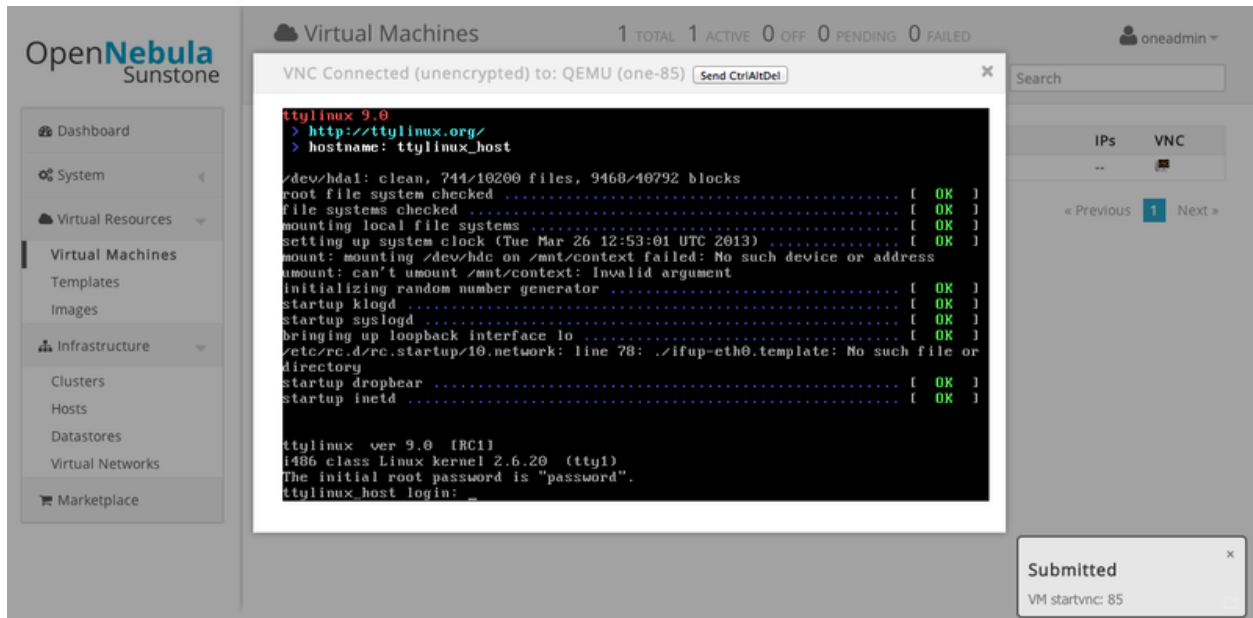 OpenNebula
Sunstone
Dashboard
System
Virtual Resources
Virtual Machines
Templates
Images
Infrastructure
Clusters
Hosts
Datastores
Virtual Networks
Marketplace
Virtual Machines
1 TOTAL 1 ACTIVE 0 OFF 0 PENDING 0 FAILED
oneadmin
Search
IPs VNC
--
« Previous 1 Next »
VNC Connected (unencrypted) to: QEMU (one-85) Send CtrlAltDel ×
ttylinux 9.0
> http://ttylinux.org/
> hostname: ttylinux_host
/dev/hda1: clean, 744/10200 files, 9468/40792 blocks
root file system checked ............................................ [ OK ]
file systems checked ................................................ [ OK ]
mounting local file systems ......................................... [ OK ]
setting up system clock (Tue Mar 26 12:53:01 UTC 2013) ............... [ OK ]
mount: mounting /dev/hdc on /mnt/context failed: No such device or address
umount: can't umount /mnt/context: Invalid argument
initializing random number generator ................................ [ OK ]
startup klogd ....................................................... [ OK ]
startup syslogd ..................................................... [ OK ]
bringing up loopback interface lo ................................... [ OK ]
/etc/rc.d/rc.startup/10.network: line 78: ./ifup-eth0.template: No such file or
directory
startup dropbear .................................................... [ OK ]
startup inetd ....................................................... [ OK ]
ttylinux ver 9.0 [RC1]
i486 class Linux kernel 2.6.20 (tty1)
The initial root password is "password".
ttylinux_host login: _
Submitted ×
VM startvnc: 85